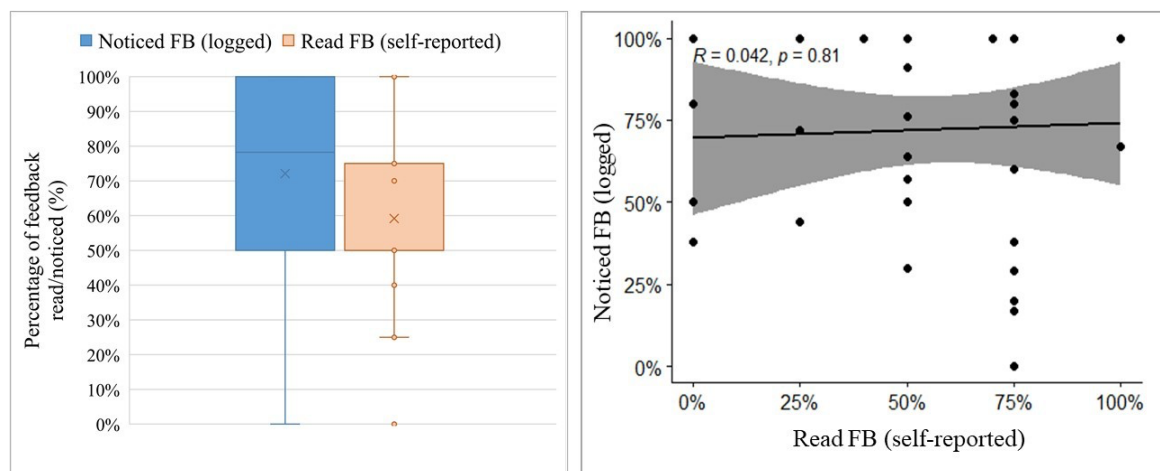 Noticed FB (logged) Read FB (self-reported)
100%
90%
80%
70%
60%
50%
40%
30%
20%
10%
0%
Percentage of feedback
read/noticed (%)
R = 0.042, p = 0.81
100%
75%
50%
25%
0%
Noticed FB (logged)
0% 25% 50% 75% 100%
Read FB (self-reported)